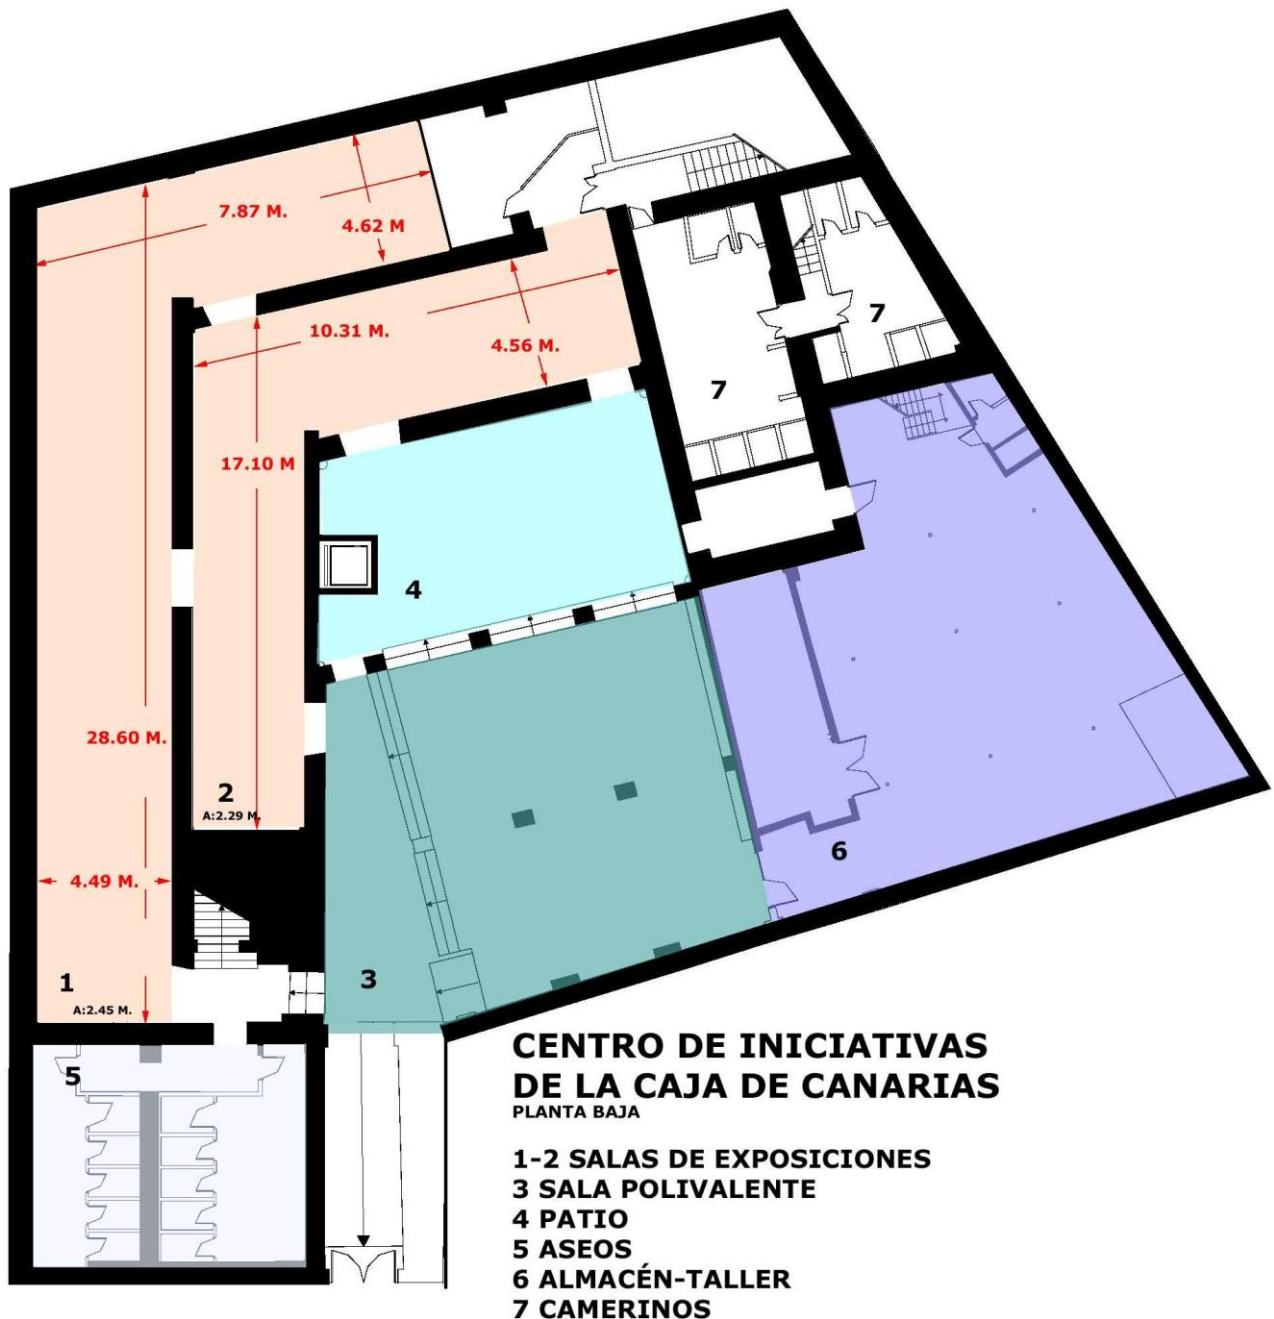 7.87 M.
4.62 M
10.31 M.
4.56 M.
7
7
17.10 M
4
28.60 M.
2
A:2.29 M.
6
4.49 M.
1
A:2.45 M.
3
5
CENTRO DE INICIATIVAS
DE LA CAJA DE CANARIAS
PLANTA BAJA
1-2 SALAS DE EXPOSICIONES
3 SALA POLIVALENTE
4 PATIO
5 ASEOS
6 ALMACÉN-TALLER
7 CAMERINOS